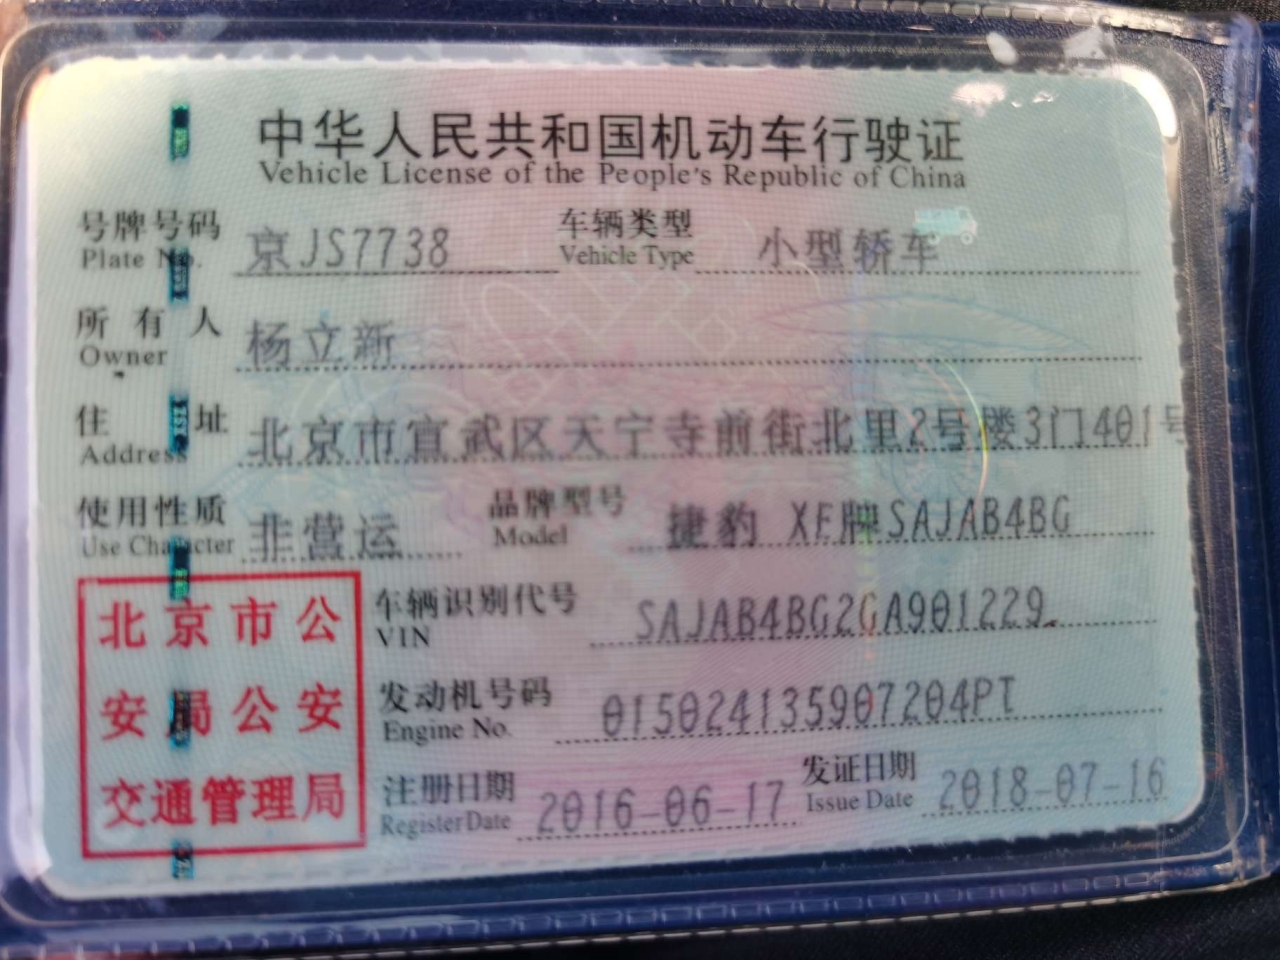 中华人民共和国机动车行驶证
Vehicle License of the People's Republic of China
号牌号码 京JS7738 车辆类型 小型轿车
Plate No. Vehicle Type
所有人 杨立新
Owner
住址 北京市宣武区天宁寺前街北里2号楼3门401号
Address
使用性质 非营运 品牌型号 捷豹 XE牌SAJAB4BG
Use Character Model
车辆识别代号 SAJAB4BG2GA901229
VIN
发动机号码 015024135907204PT
Engine No.
注册日期 2016-06-17 发证日期 2018-07-16
Register Date Issue Date
北京市公
安局公安
交通管理局